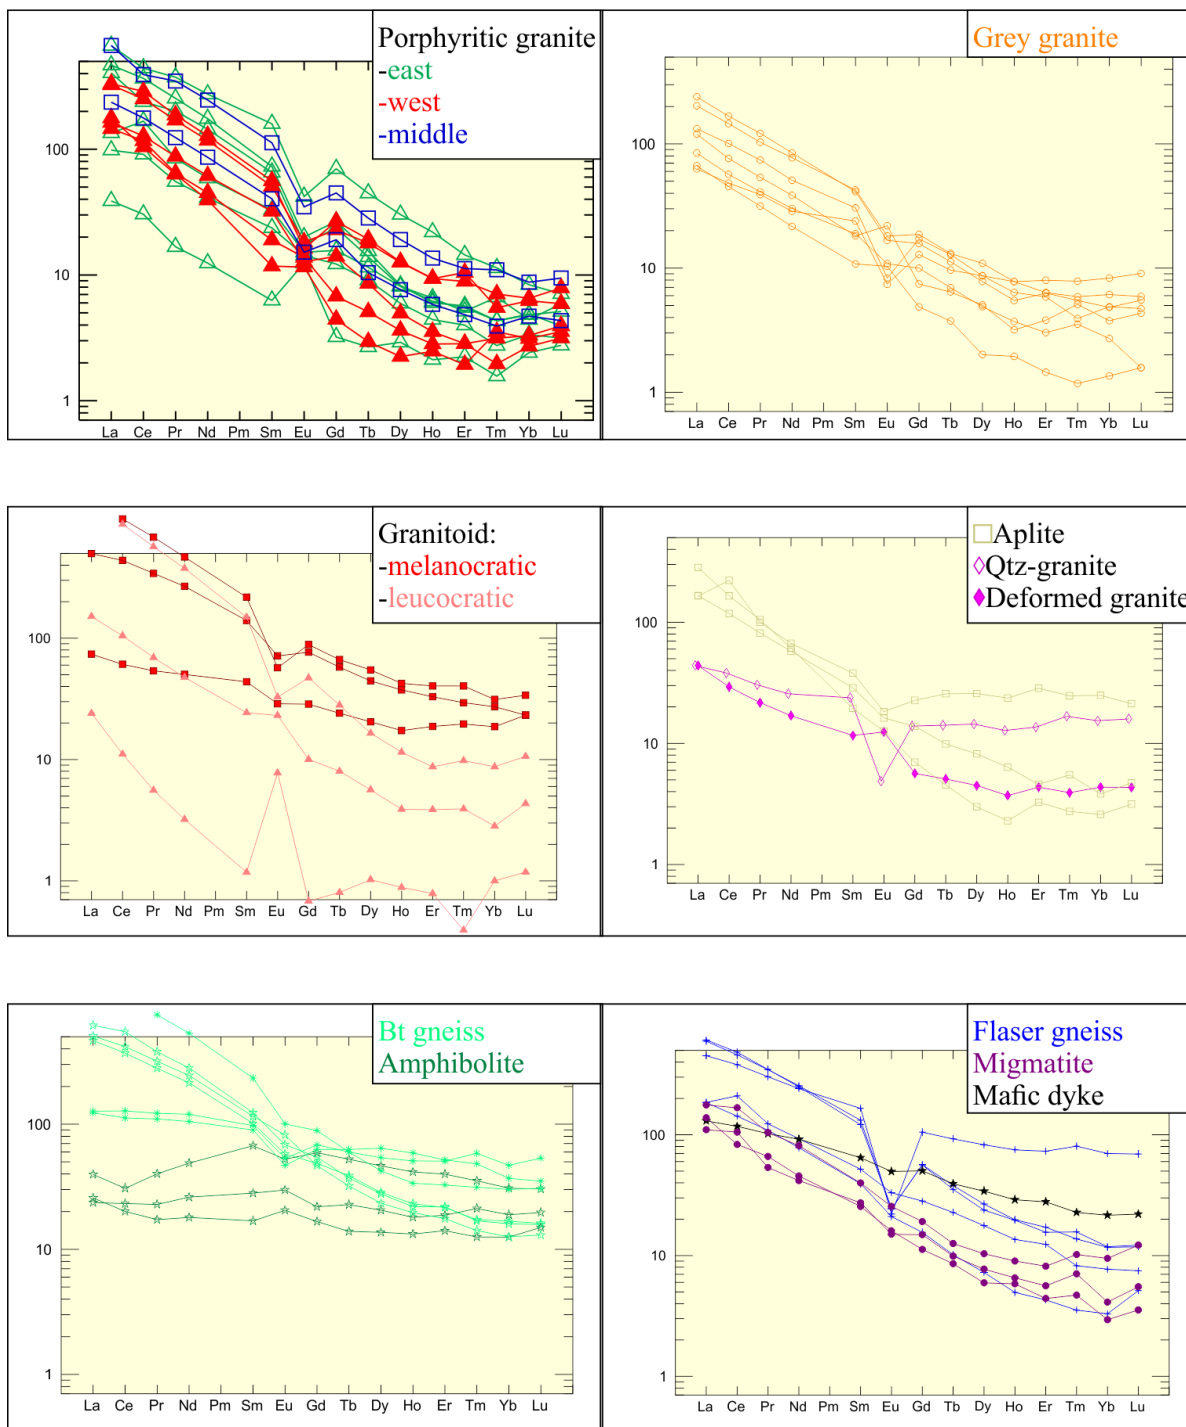 Porphyritic granite
-east
-west
-middle
100
10
1
La Ce Pr Nd Pm Sm Eu Gd Tb Dy Ho Er Tm Yb Lu
Grey granite
100
10
1
La Ce Pr Nd Pm Sm Eu Gd Tb Dy Ho Er Tm Yb Lu
Granitoid:
-melanocratic
-leucocratic
100
10
1
La Ce Pr Nd Pm Sm Eu Gd Tb Dy Ho Er Tm Yb Lu
Aplite
Qtz-granite
Deformed granite
100
10
1
La Ce Pr Nd Pm Sm Eu Gd Tb Dy Ho Er Tm Yb Lu
Bt gneiss
Amphibolite
100
10
1
La Ce Pr Nd Pm Sm Eu Gd Tb Dy Ho Er Tm Yb Lu
Flaser gneiss
Migmatite
Mafic dyke
100
10
1
La Ce Pr Nd Pm Sm Eu Gd Tb Dy Ho Er Tm Yb Lu